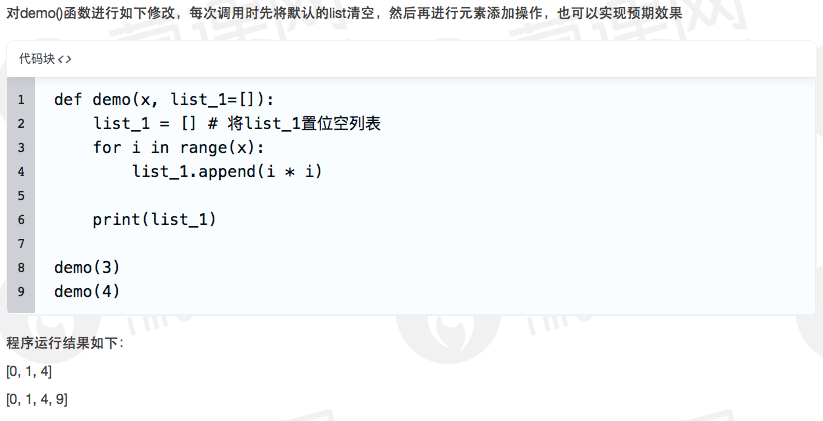 对demo()函数进行如下修改，每次调用时先将默认的list清空，然后再进行元素添加操作，也可以实现预期效果
代码块<>
1 def demo(x, list_1=[]):
2     list_1 = [] # 将list_1置位空列表
3     for i in range(x):
4         list_1.append(i * i)
5
6     print(list_1)
7
8 demo(3)
9 demo(4)
程序运行结果如下：
[0, 1, 4]
[0, 1, 4, 9]